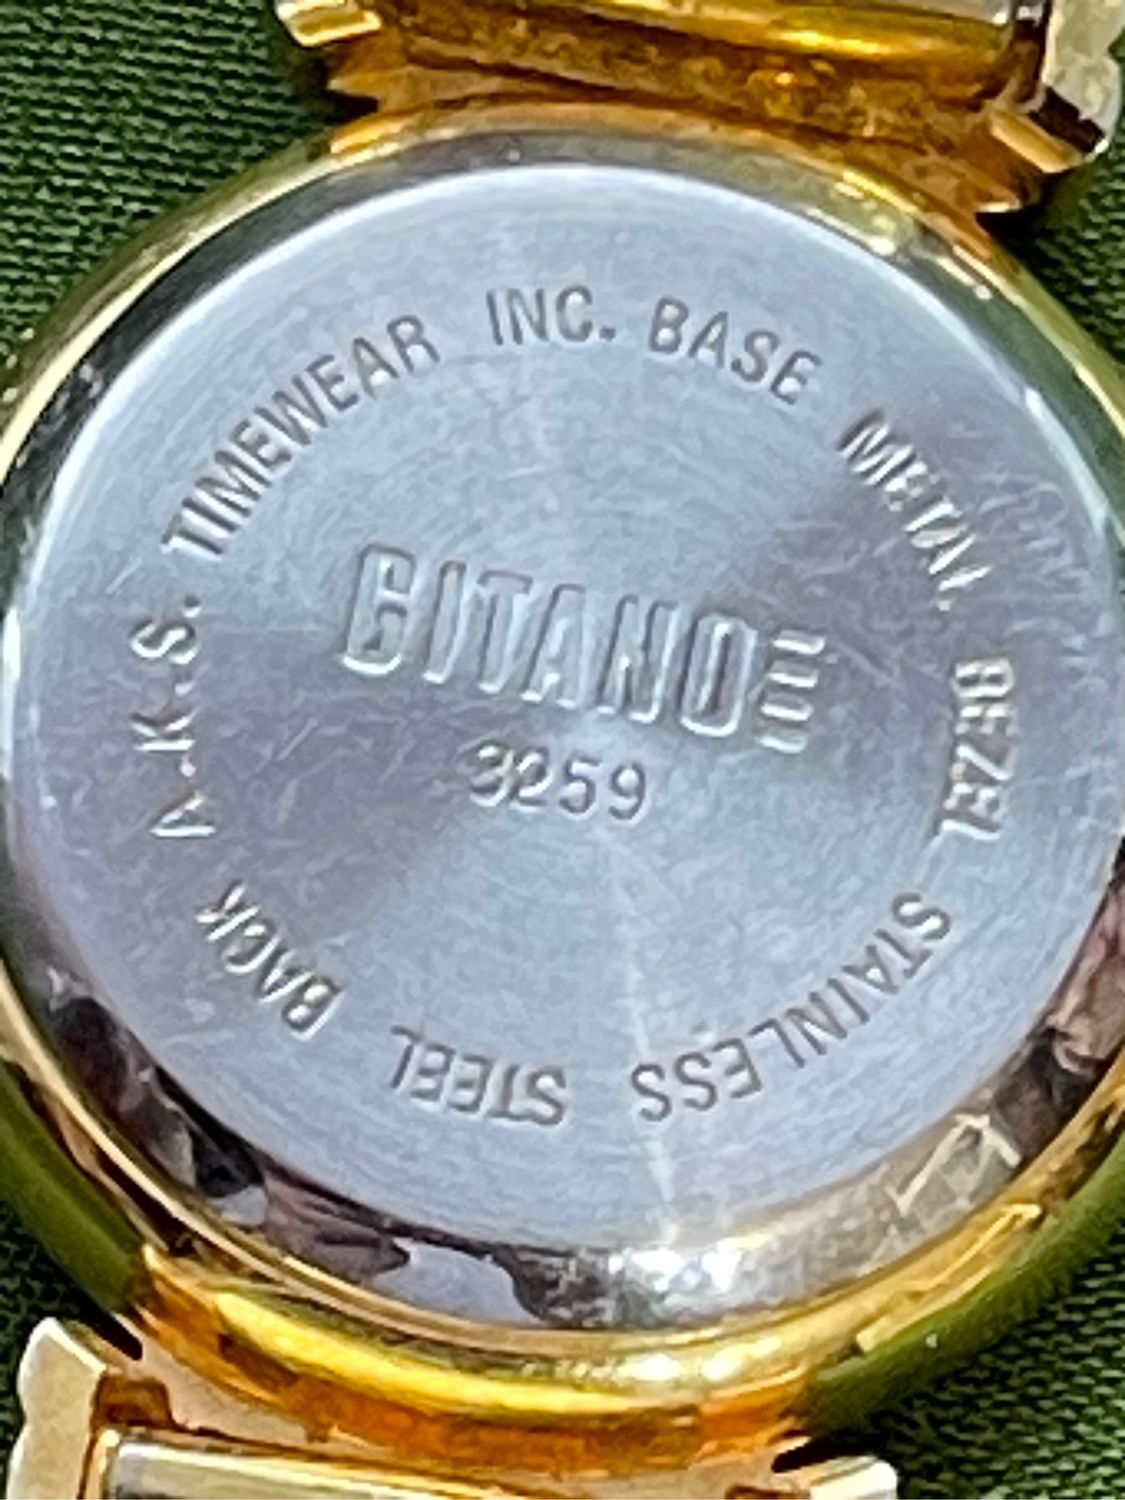 A.K.S. TIMEWEAR INC. BASE METAL BEZEL STAINLESS STEEL BACK
GITANO
3259